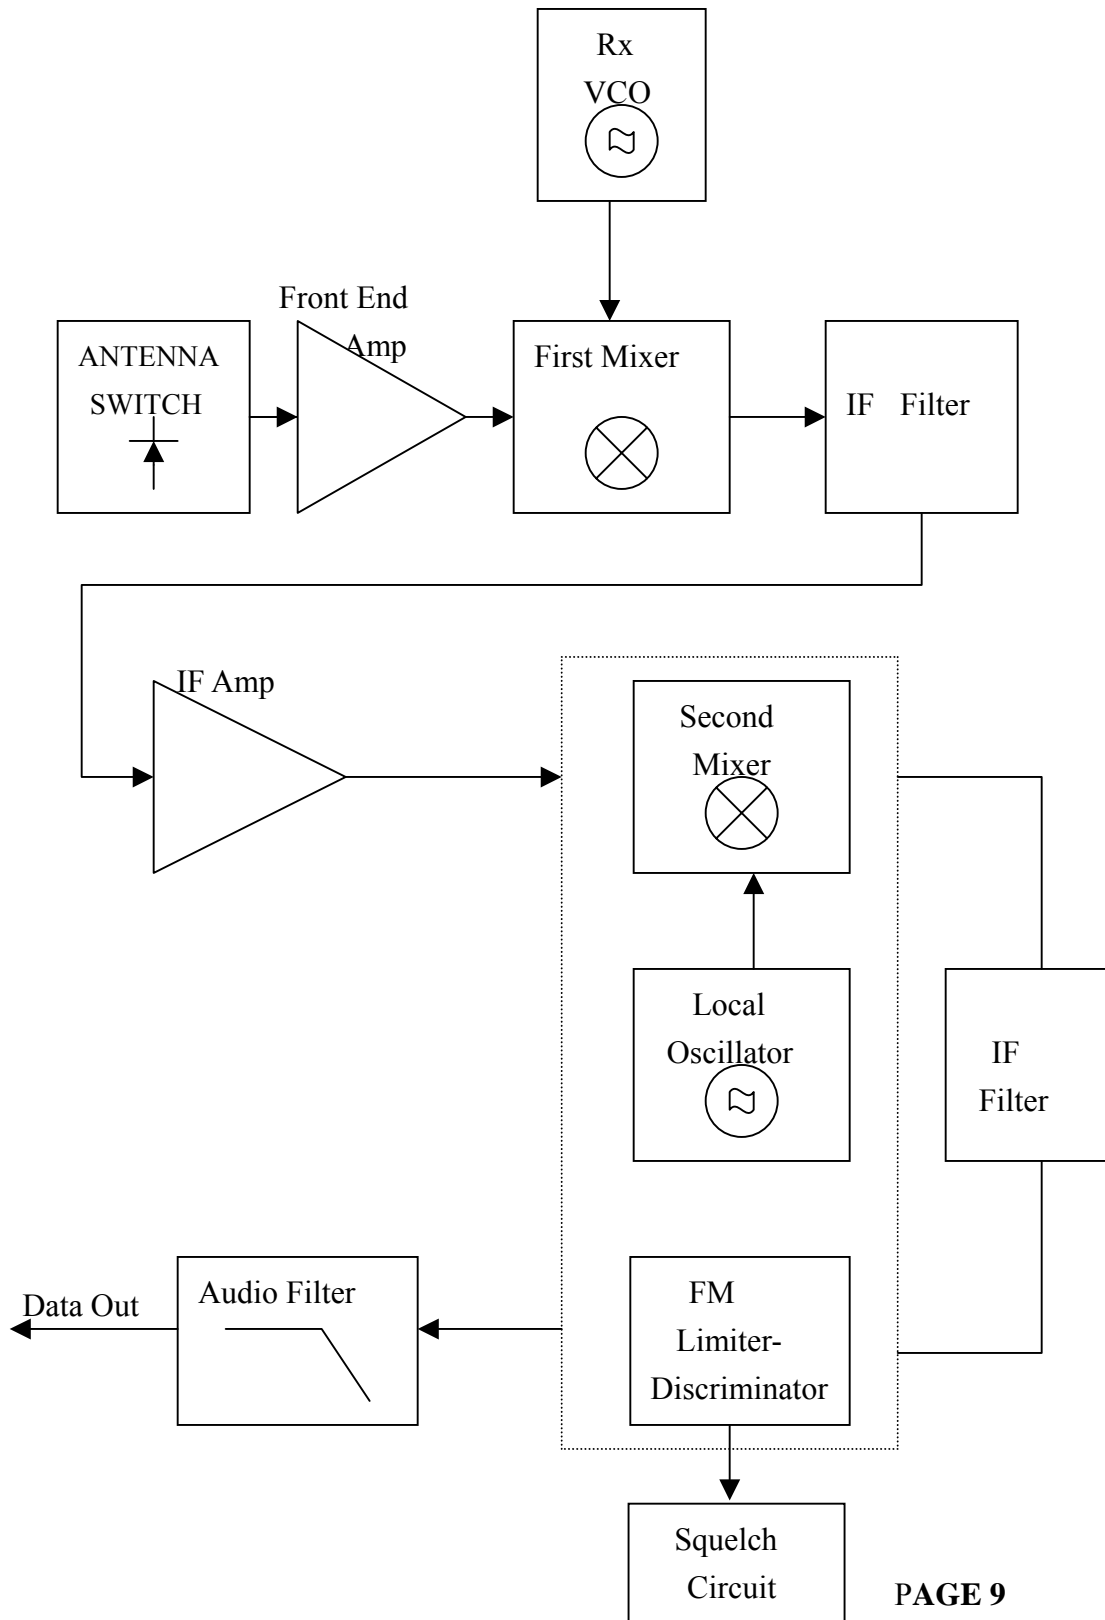 Rx
VCO
Front End
Amp
ANTENNA
SWITCH
First Mixer
IF Filter
IF Amp
Second
Mixer
Local
Oscillator
IF
Filter
Data Out
Audio Filter
FM
Limiter-
Discriminator
Squelch
Circuit
PAGE 9